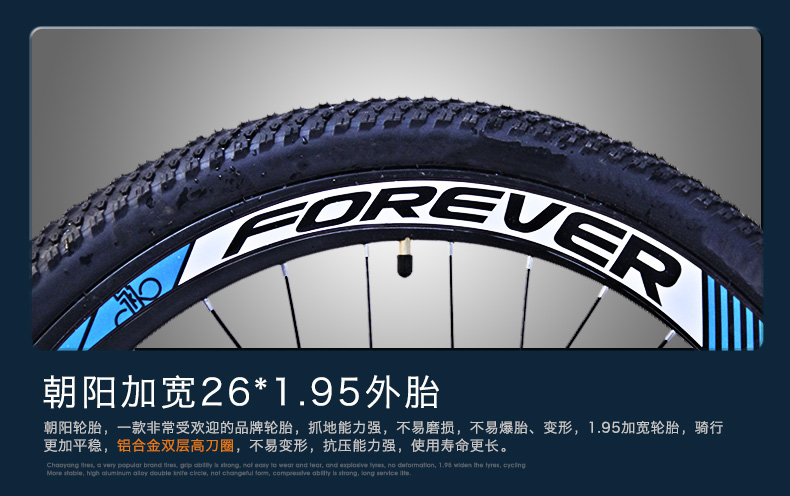 FOREVER
朝阳加宽26*1.95外胎
朝阳轮胎，一款非常受欢迎的品牌轮胎，抓地能力强，不易磨损，不易爆胎、变形，1.95加宽轮胎，骑行
更加平稳，铝合金双层高刀圈，不易变形，抗压能力强，使用寿命更长。
Chaoyang tires, a very popular brand tires, grip ability is strong, not easy to wear and tear, and explosive tyres, no deformation, 1.95 widen the tyres, cycling
More stable, high aluminum alloy double knife circle, not changeful form, compressive ability is strong, long service life.